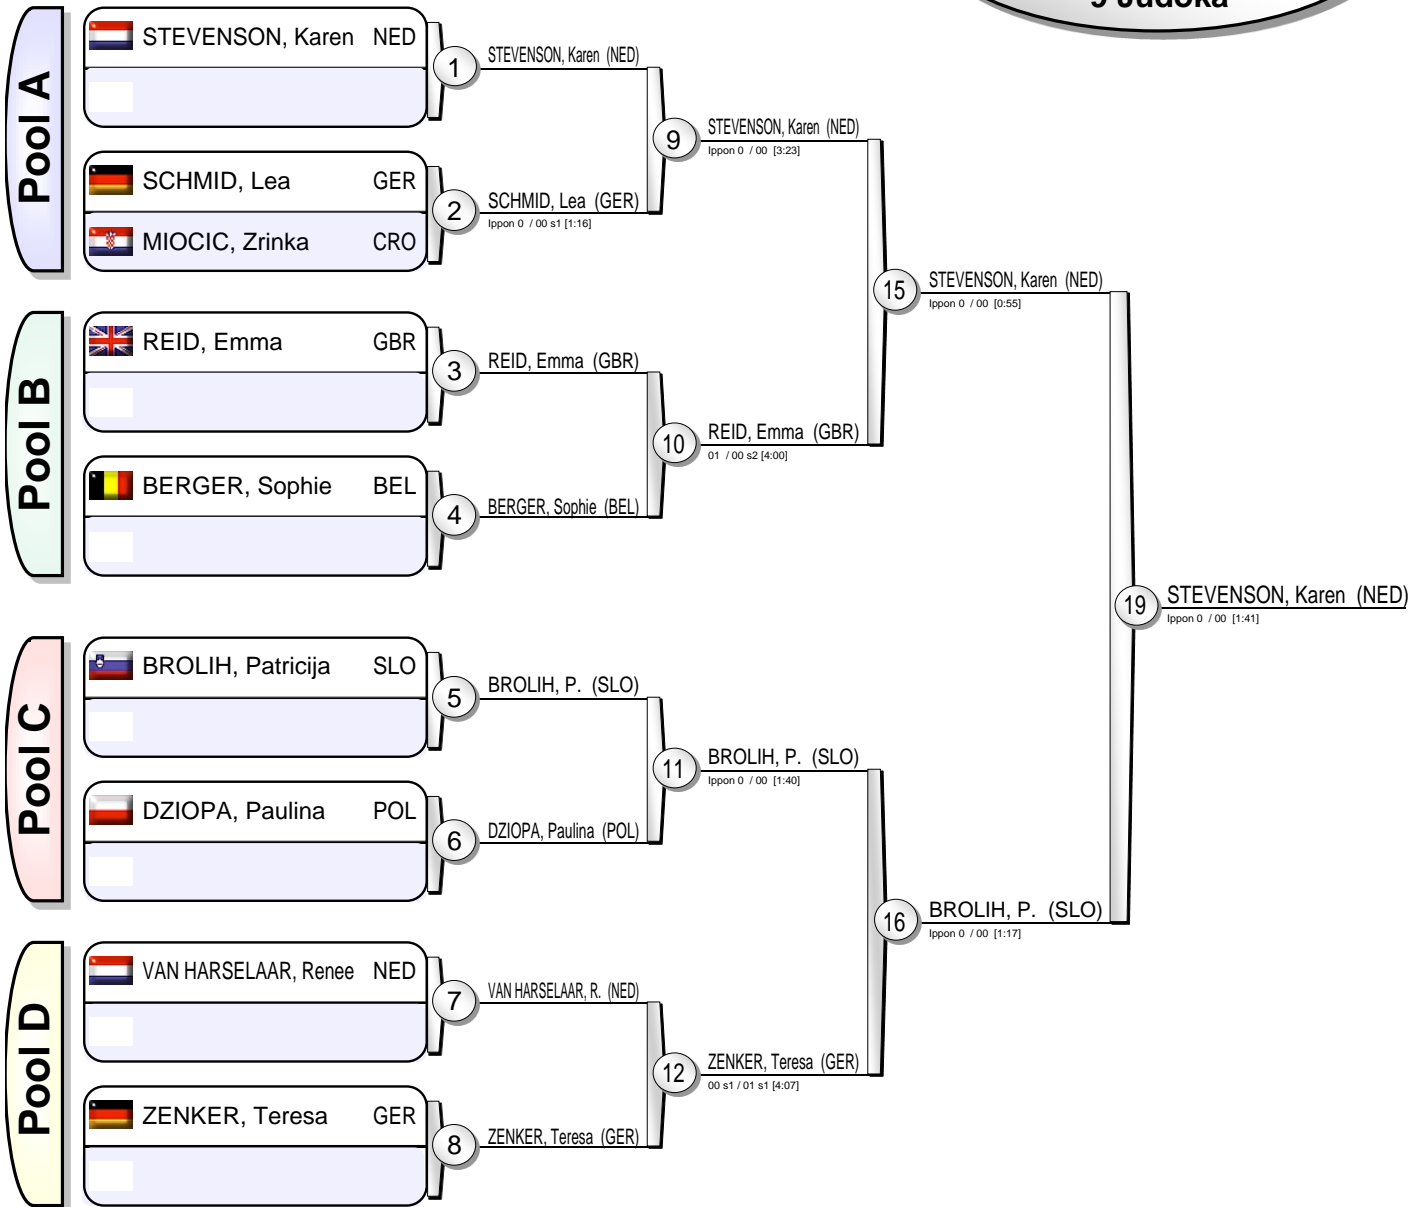 9 Judoka
Pool A
STEVENSON, Karen NED
SCHMID, Lea GER
MIOCIC, Zrinka CRO
1
STEVENSON, Karen (NED)
2
SCHMID, Lea (GER)
Ippon 0 / 00 s1 [1:16]
9
STEVENSON, Karen (NED)
Ippon 0 / 00 [3:23]
Pool B
REID, Emma GBR
BERGER, Sophie BEL
3
REID, Emma (GBR)
4
BERGER, Sophie (BEL)
10
REID, Emma (GBR)
01 / 00 s2 [4:00]
15
STEVENSON, Karen (NED)
Ippon 0 / 00 [0:55]
Pool C
BROLIH, Patricija SLO
DZIOPA, Paulina POL
5
BROLIH, P. (SLO)
6
DZIOPA, Paulina (POL)
11
BROLIH, P. (SLO)
Ippon 0 / 00 [1:40]
Pool D
VAN HARSELAAR, Renee NED
ZENKER, Teresa GER
7
VAN HARSELAAR, R. (NED)
8
ZENKER, Teresa (GER)
12
ZENKER, Teresa (GER)
00 s1 / 01 s1 [4:07]
16
BROLIH, P. (SLO)
Ippon 0 / 00 [1:17]
19
STEVENSON, Karen (NED)
Ippon 0 / 00 [1:41]